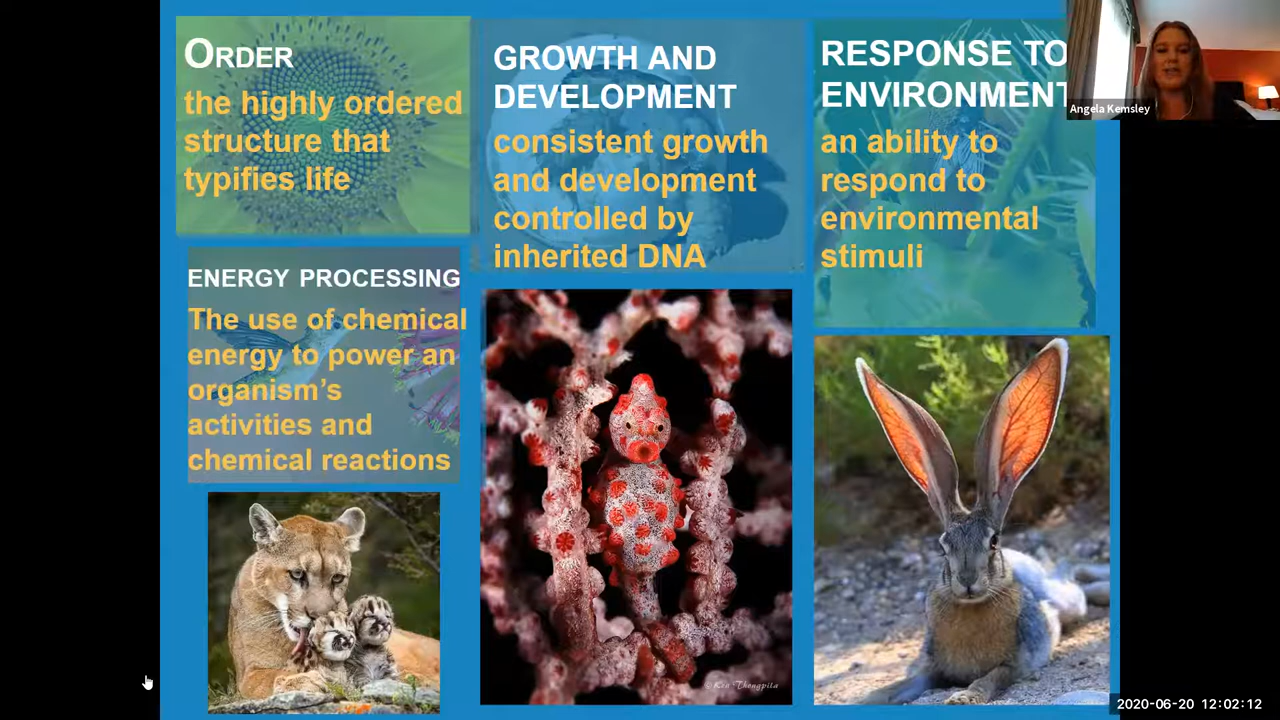 ORDER
the highly ordered
structure that
typifies life
GROWTH AND
DEVELOPMENT
consistent growth
and development
controlled by
inherited DNA
RESPONSE TO
ENVIRONMENT
an ability to
respond to
environmental
stimuli
Angela Kemsley
ENERGY PROCESSING
The use of chemical
energy to power an
organism's
activities and
chemical reactions
©Ken Thongpila
2020-06-20 12:02:12